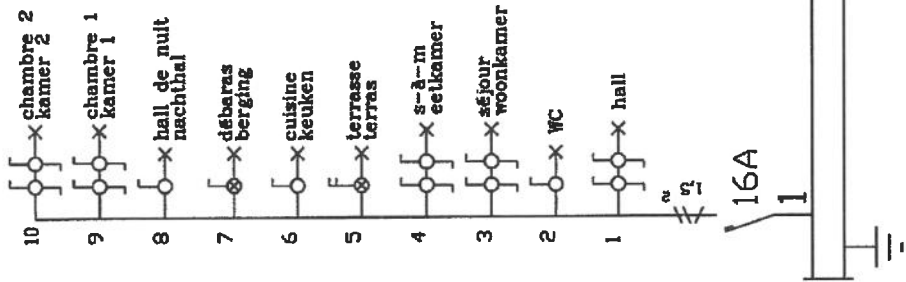 10 chambre 2
kamer 2
9 chambre 1
kamer 1
8 hall de nuit
nachthal
7 débaras
berging
6 cuisine
keuken
5 terrasse
terras
4 s-à-m
eetkamer
3 séjour
woonkamer
2 WC
1 hall
16A
1